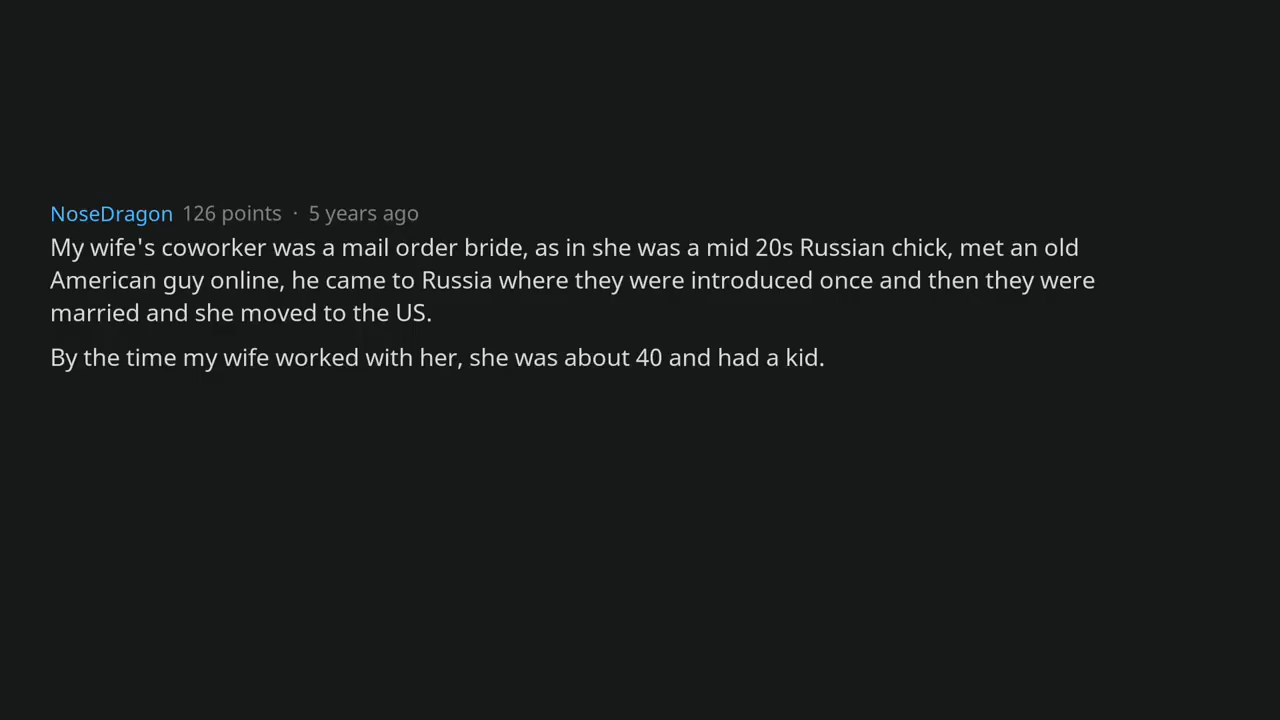 NoseDragon 126 points · 5 years ago
My wife's coworker was a mail order bride, as in she was a mid 20s Russian chick, met an old
American guy online, he came to Russia where they were introduced once and then they were
married and she moved to the US.
By the time my wife worked with her, she was about 40 and had a kid.